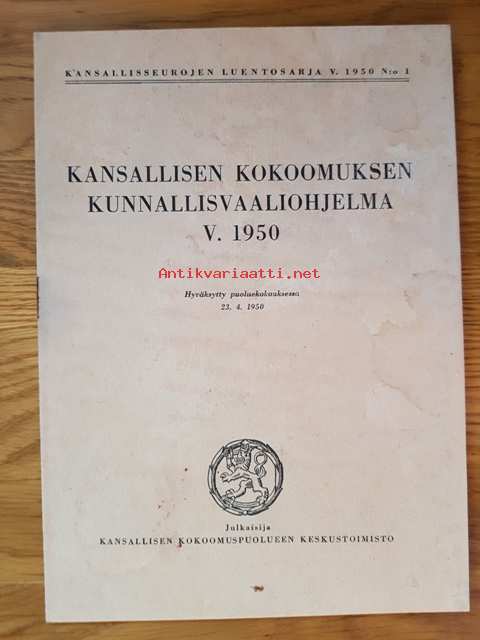 KANSALLISSEUROJEN LUENTOSARJA V. 1950 N:o 1
KANSALLISEN KOKOOMUKSEN
KUNNALLISVAALIOHJELMA
V. 1950
Antikvariaatti.net
Hyväksytty puoluekokouksessa
23. 4. 1950
Julkaisija
KANSALLISEN KOKOOMUSPUOLUEEN KESKUSTOIMISTO